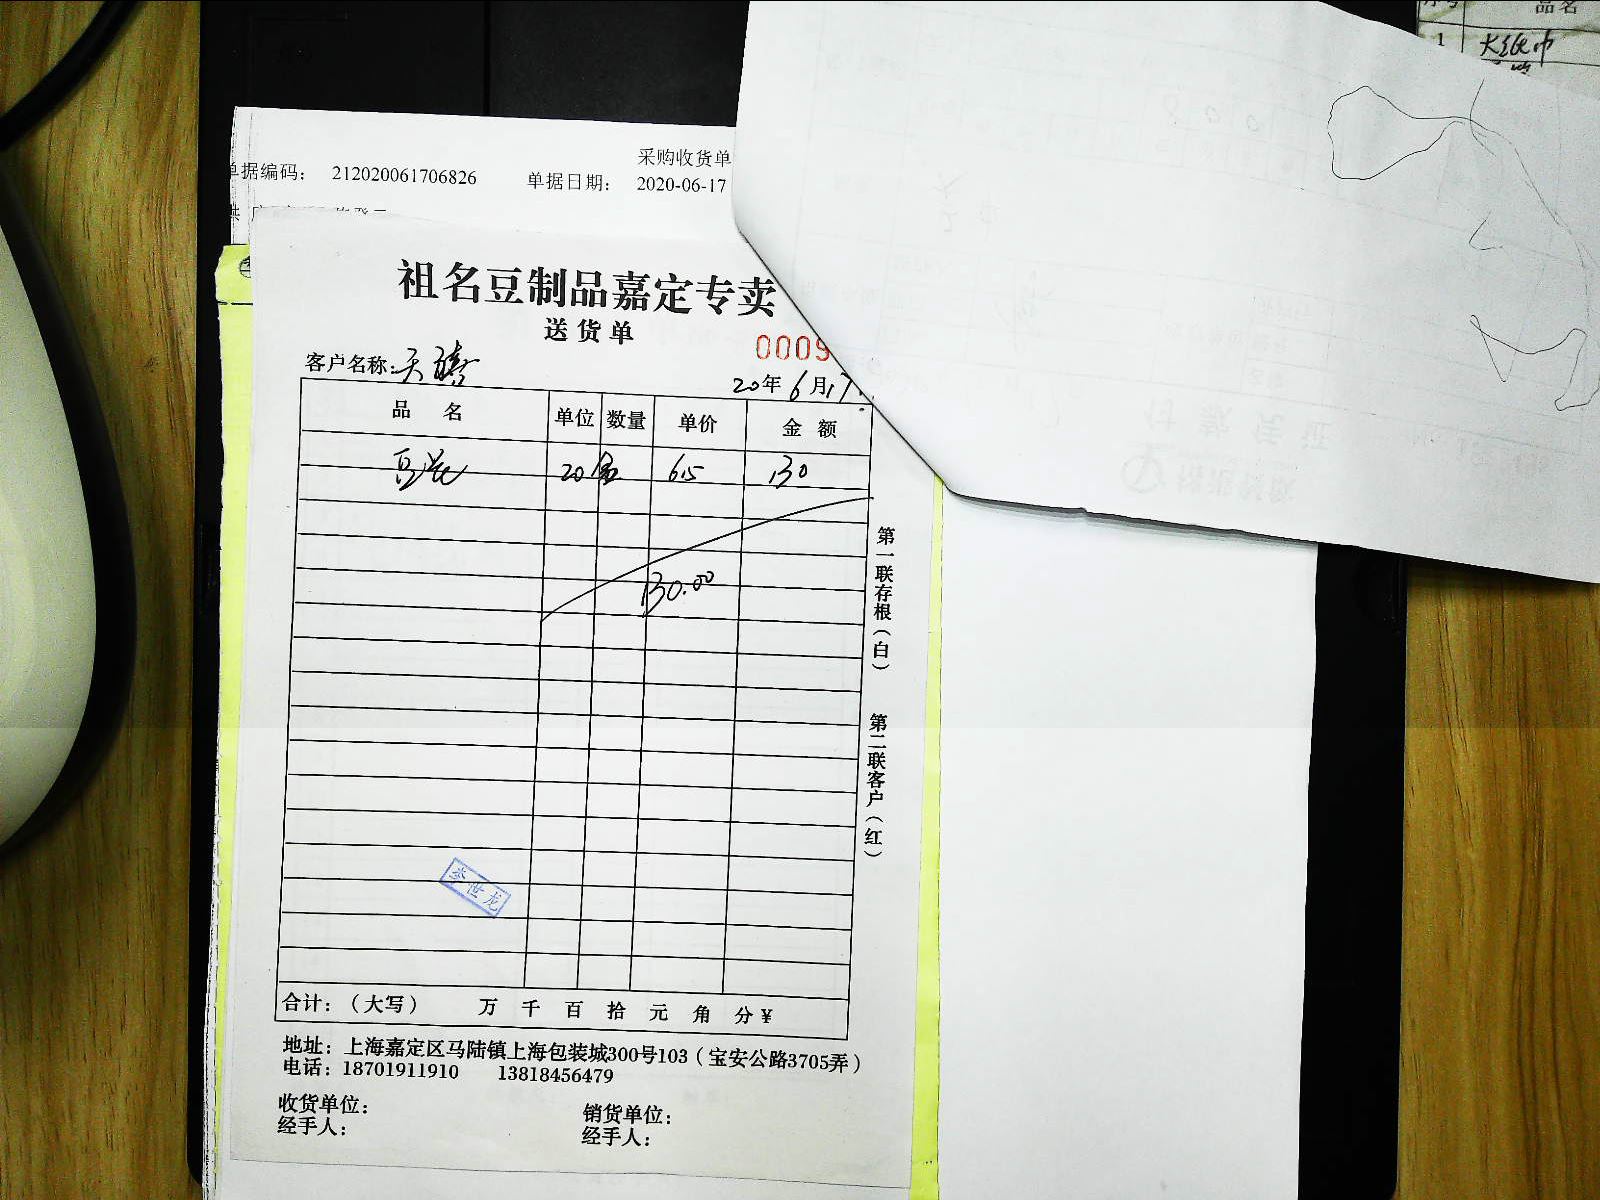 序号 品名
1 大纸巾
采购收货单
单据编码： 212020061706826 单据日期： 2020-06-17
祖名豆制品嘉定专卖
送货单
0009
客户名称：天
20年6月17
品 名 单位 数量 单价 金 额
豆花 20 盒 6.5 130
130.00
第一联存根（白）
第二联客户（红）
李世龙
合计：（大写） 万 千 百 拾 元 角 分￥
地址：上海嘉定区马陆镇上海包装城300号103（宝安公路3705弄）
电话：18701911910 13818456479
收货单位： 销货单位：
经手人： 经手人：